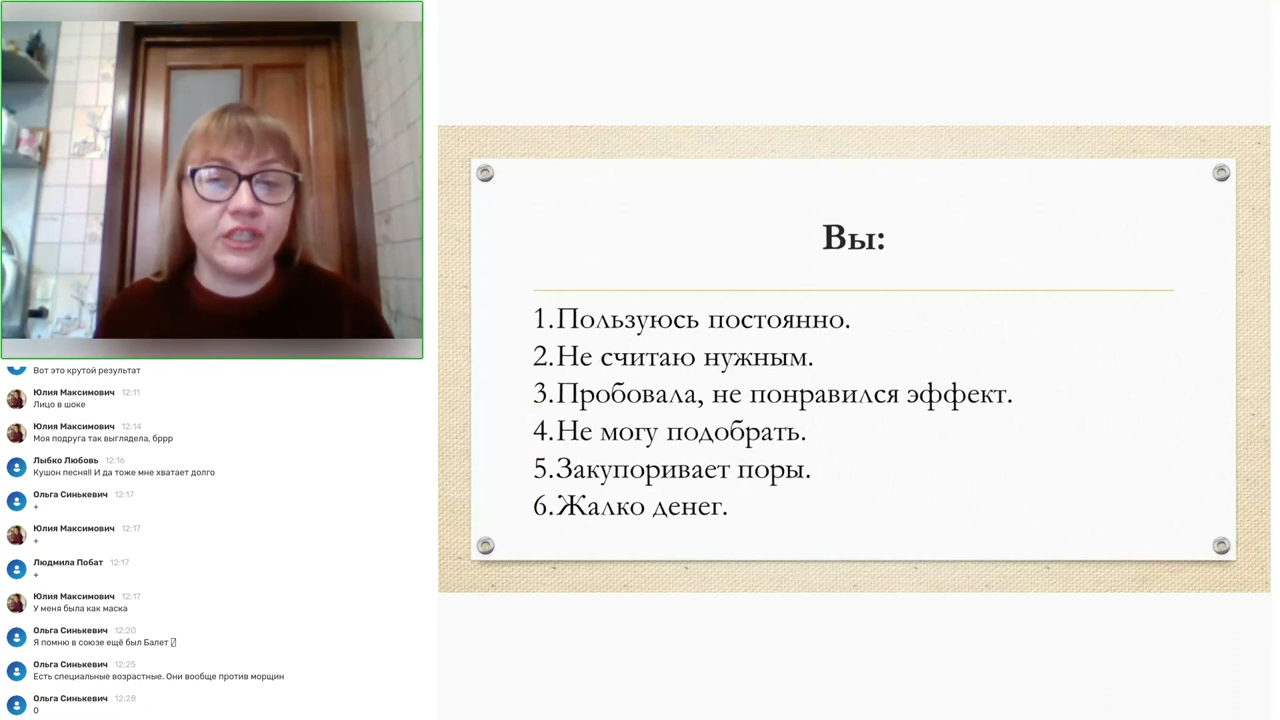 Вы:
1.Пользуюсь постоянно.
2.Не считаю нужным.
3.Пробовала, не понравился эффект.
4.Не могу подобрать.
5.Закупоривает поры.
6.Жалко денег.
Вот это крутой результат
Юлия Максимович 12:11
Лицо в шоке
Юлия Максимович 12:14
Моя подруга так выглядела, бррр
Лыбко Любовь 12:16
Кушон песня!! И да тоже мне хватает долго
Ольга Синькевич 12:17
+
Юлия Максимович 12:17
+
Людмила Побат 12:17
+
Юлия Максимович 12:17
У меня была как маска
Ольга Синькевич 12:20
Я помню в союзе ещё был Балет
Ольга Синькевич 12:25
Есть специальные возрастные. Они вообще против морщин
Ольга Синькевич 12:28
0